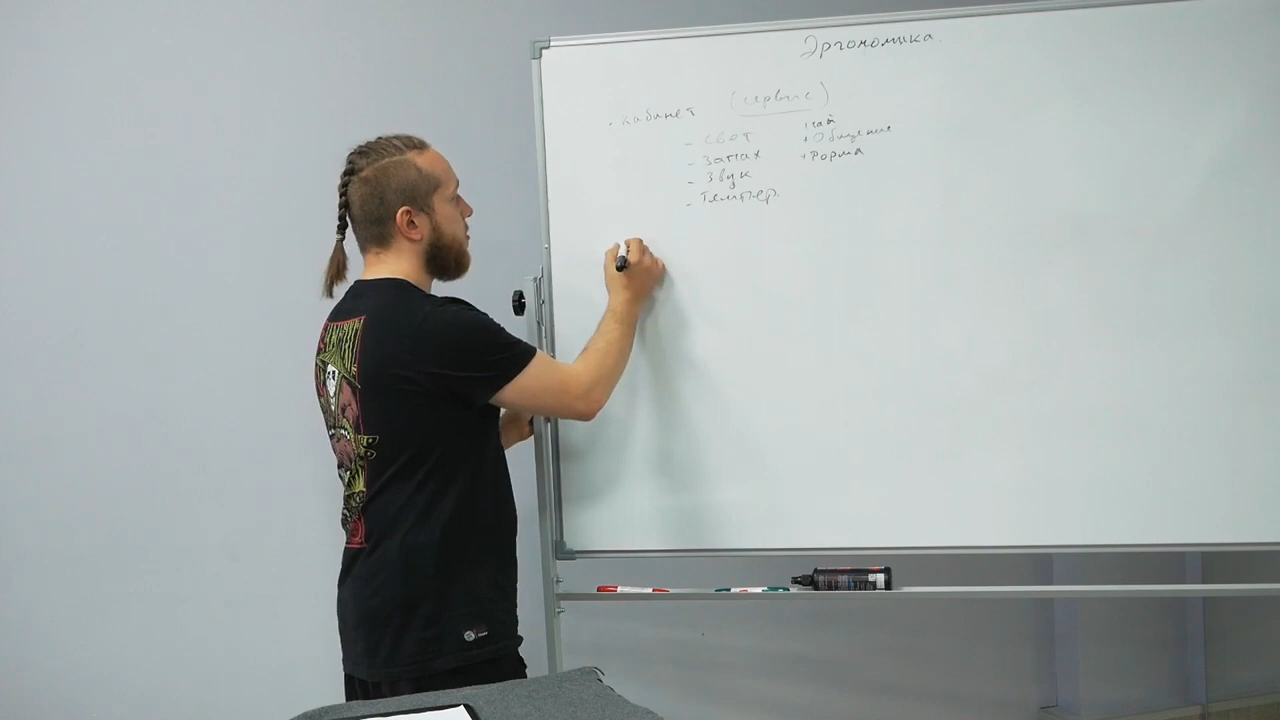 Эргономика.
• кабинет (сервис)
- свет
- Запах
- Звук
- Темпер.
+ чай
+ Общение
+ Форма